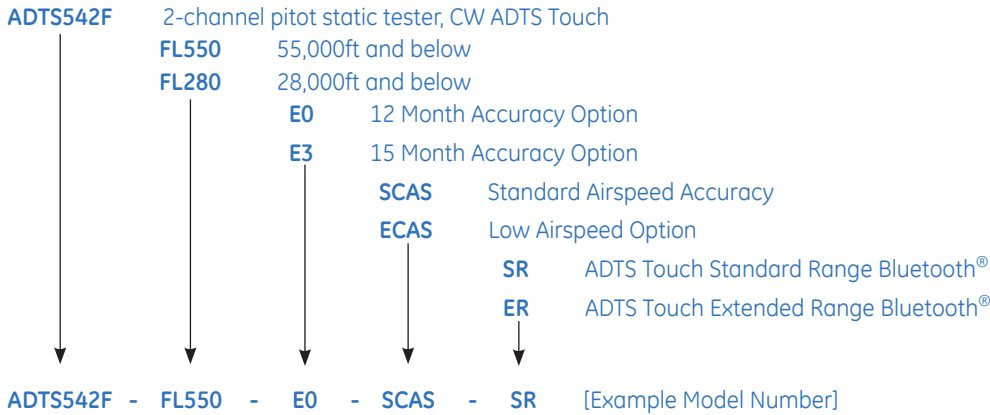 ADTS542F 2-channel pitot static tester, CW ADTS Touch
FL550 55,000ft and below
FL280 28,000ft and below
E0 12 Month Accuracy Option
E3 15 Month Accuracy Option
SCAS Standard Airspeed Accuracy
ECAS Low Airspeed Option
SR ADTS Touch Standard Range Bluetooth®
ER ADTS Touch Extended Range Bluetooth®
ADTS542F - FL550 - E0 - SCAS - SR [Example Model Number]